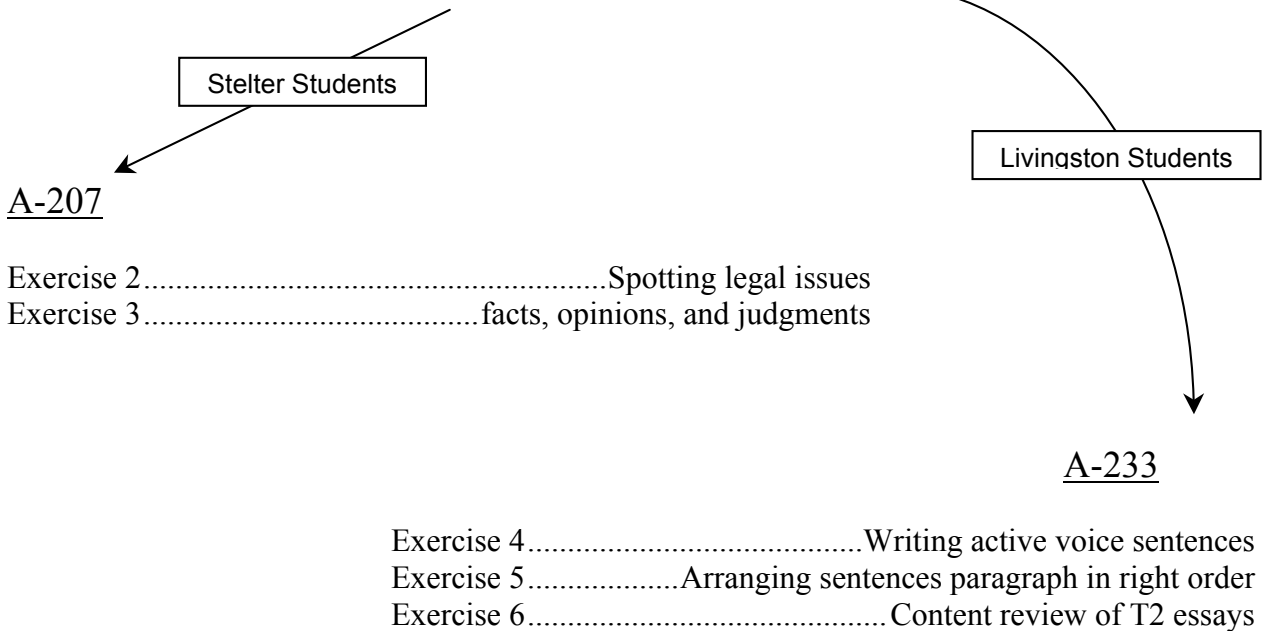 Stelter Students
Livingston Students
A-207
Exercise 2..........................................................Spotting legal issues
Exercise 3..........................................facts, opinions, and judgments
A-233
Exercise 4..........................................Writing active voice sentences
Exercise 5...................Arranging sentences paragraph in right order
Exercise 6.............................................Content review of T2 essays